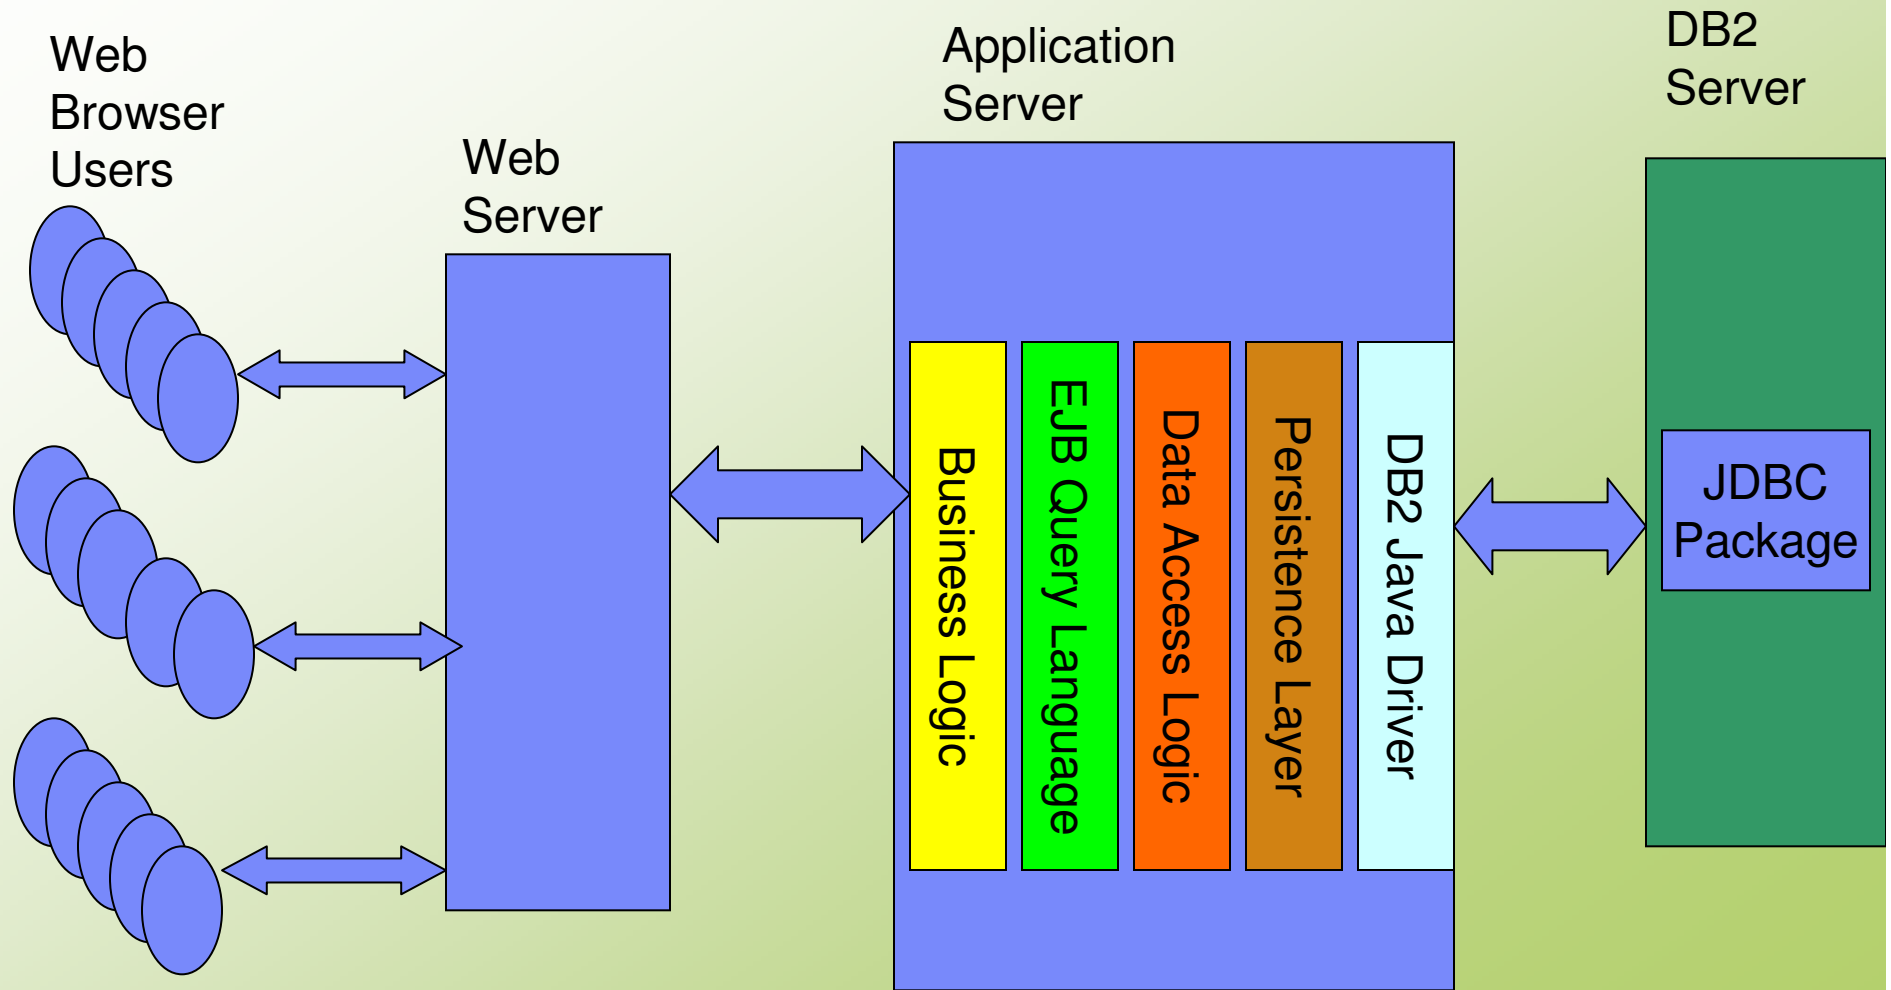 Web
Browser
Users
Web
Server
Application
Server
DB2
Server
Business Logic
EJB Query Language
Data Access Logic
Persistence Layer
DB2 Java Driver
JDBC
Package